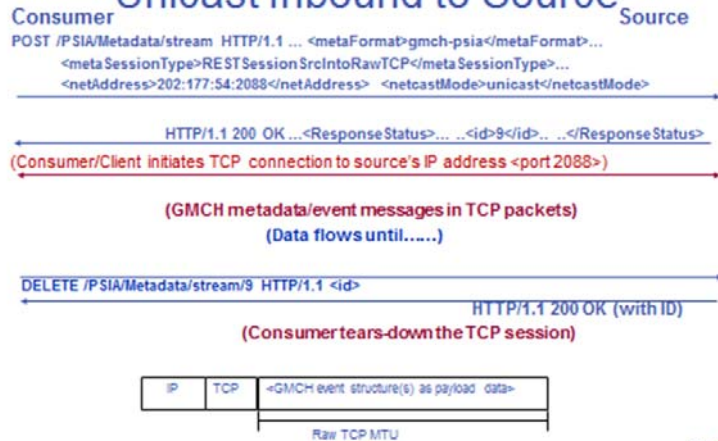 Unicast Inbound to Source
Consumer
Source
POST /PSIA/Metadata/stream HTTP/1.1 ... <metaFormat>gmch-psia</metaFormat>...
<metaSessionType>RESTSessionSrcIntoRawTCP</metaSessionType>...
<netAddress>202:177:54:2088</netAddress> <netcastMode>unicast</netcastMode>
HTTP/1.1 200 OK ...<ResponseStatus>... ..<id>9</id>.. ..</ResponseStatus>
(Consumer/Client initiates TCP connection to source's IP address <port 2088>)
(GMCH metadata/event messages in TCP packets)
(Data flows until......)
DELETE /PSIA/Metadata/stream/9 HTTP/1.1 <id>
HTTP/1.1 200 OK (with ID)
(Consumer tears-down the TCP session)
IP TCP <GMCH event structure(s) as payload data>
Raw TCP MTU